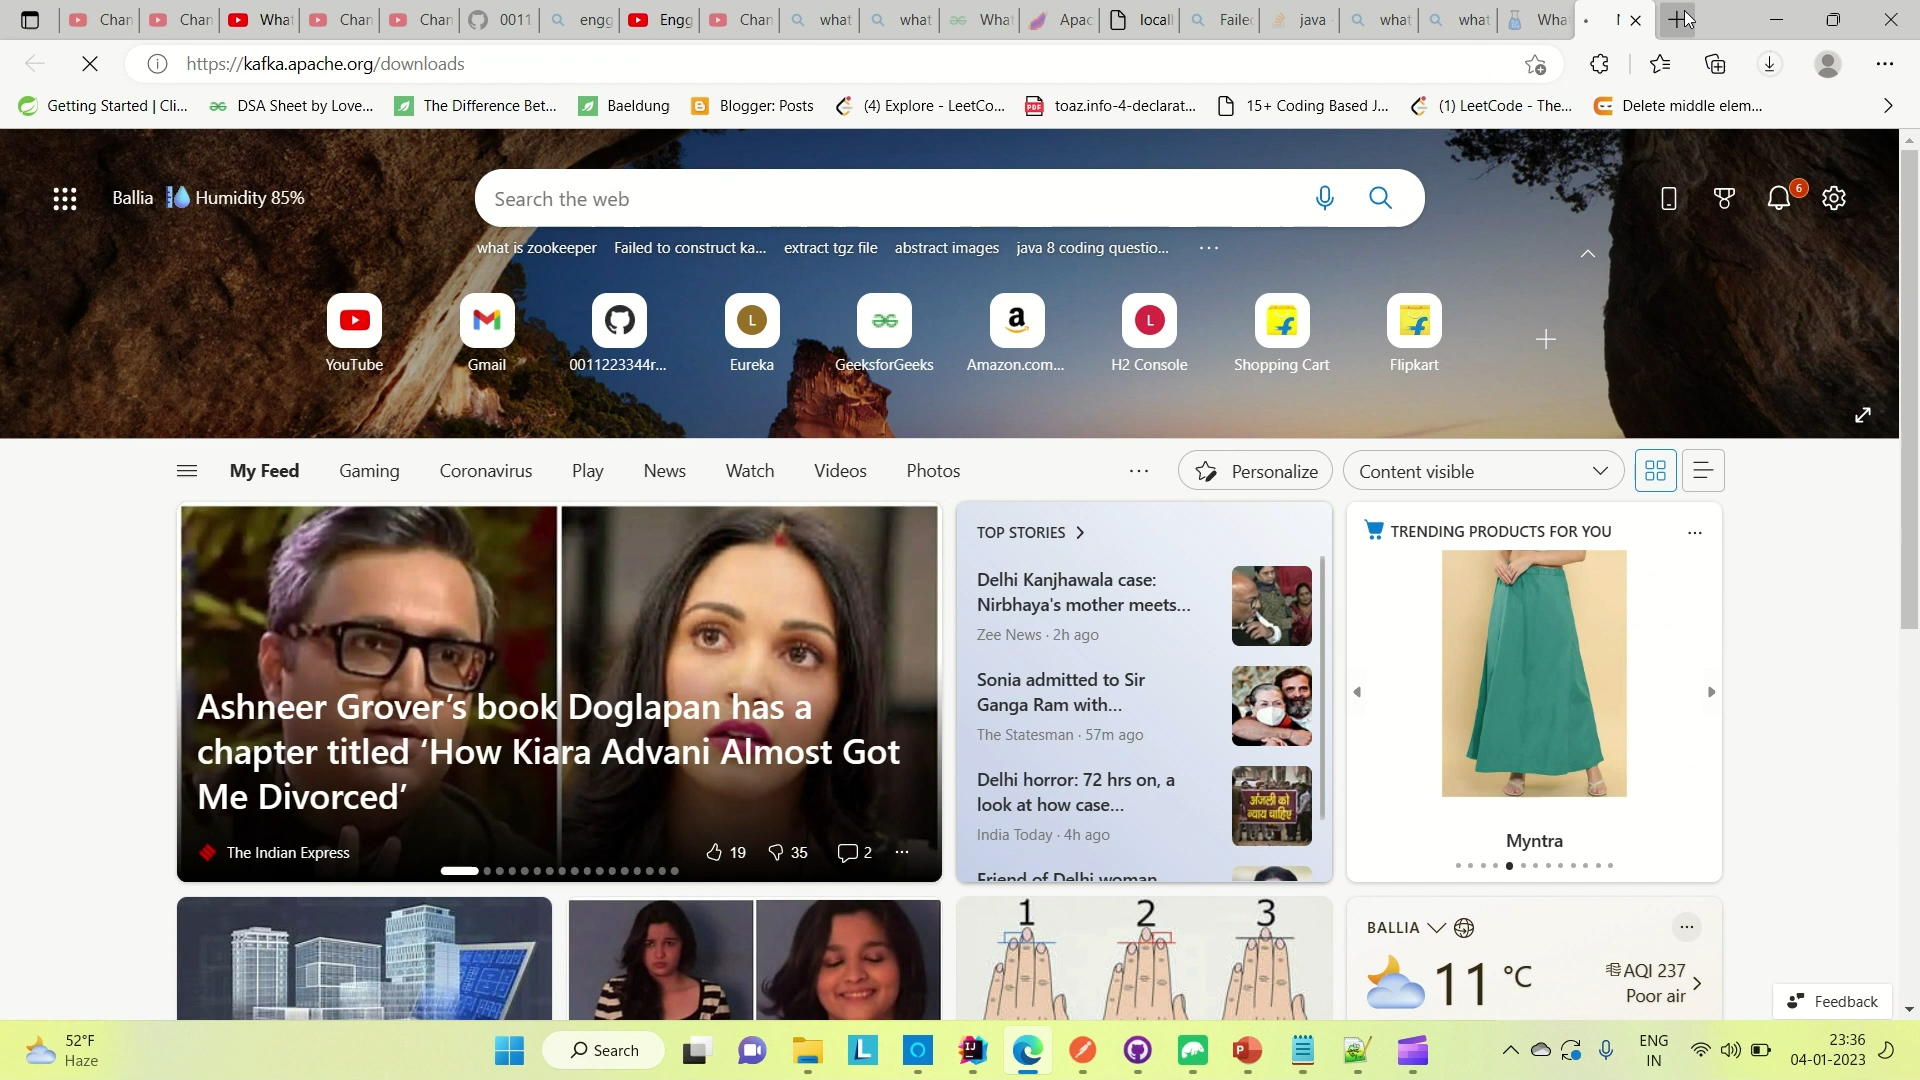 Chan
Chan
What
Chan
Chan
0011
engg
Engg
Chan
what
what
What
Apac
locall
Failed
java
what
what
What
https://kafka.apache.org/downloads
Getting Started | Cli...
DSA Sheet by Love...
The Difference Bet...
Baeldung
Blogger: Posts
(4) Explore - LeetCo...
toaz.info-4-declarat...
15+ Coding Based J...
(1) LeetCode - The...
Delete middle elem...
Ballia Humidity 85%
Search the web
6
what is zookeeper
Failed to construct ka...
extract tgz file
abstract images
java 8 coding questio...
YouTube
Gmail
0011223344r...
L
Eureka
GeeksforGeeks
a
Amazon.com...
L
H2 Console
Shopping Cart
Flipkart
My Feed
Gaming
Coronavirus
Play
News
Watch
Videos
Photos
Personalize
Content visible
Ashneer Grover's book Doglapan has a
chapter titled ‘How Kiara Advani Almost Got
Me Divorced’
The Indian Express
19
35
2
TOP STORIES
Delhi Kanjhawala case:
Nirbhaya's mother meets...
Zee News · 2h ago
Sonia admitted to Sir
Ganga Ram with...
The Statesman · 57m ago
Delhi horror: 72 hrs on, a
look at how case...
India Today · 4h ago
अंजली को
न्याय चाहिए
Friend of Delhi woman
TRENDING PRODUCTS FOR YOU
Myntra
1 2 3
BALLIA
11 °C
AQI 237
Poor air
Feedback
52°F
Haze
Search
ENG
IN
23:36
04-01-2023